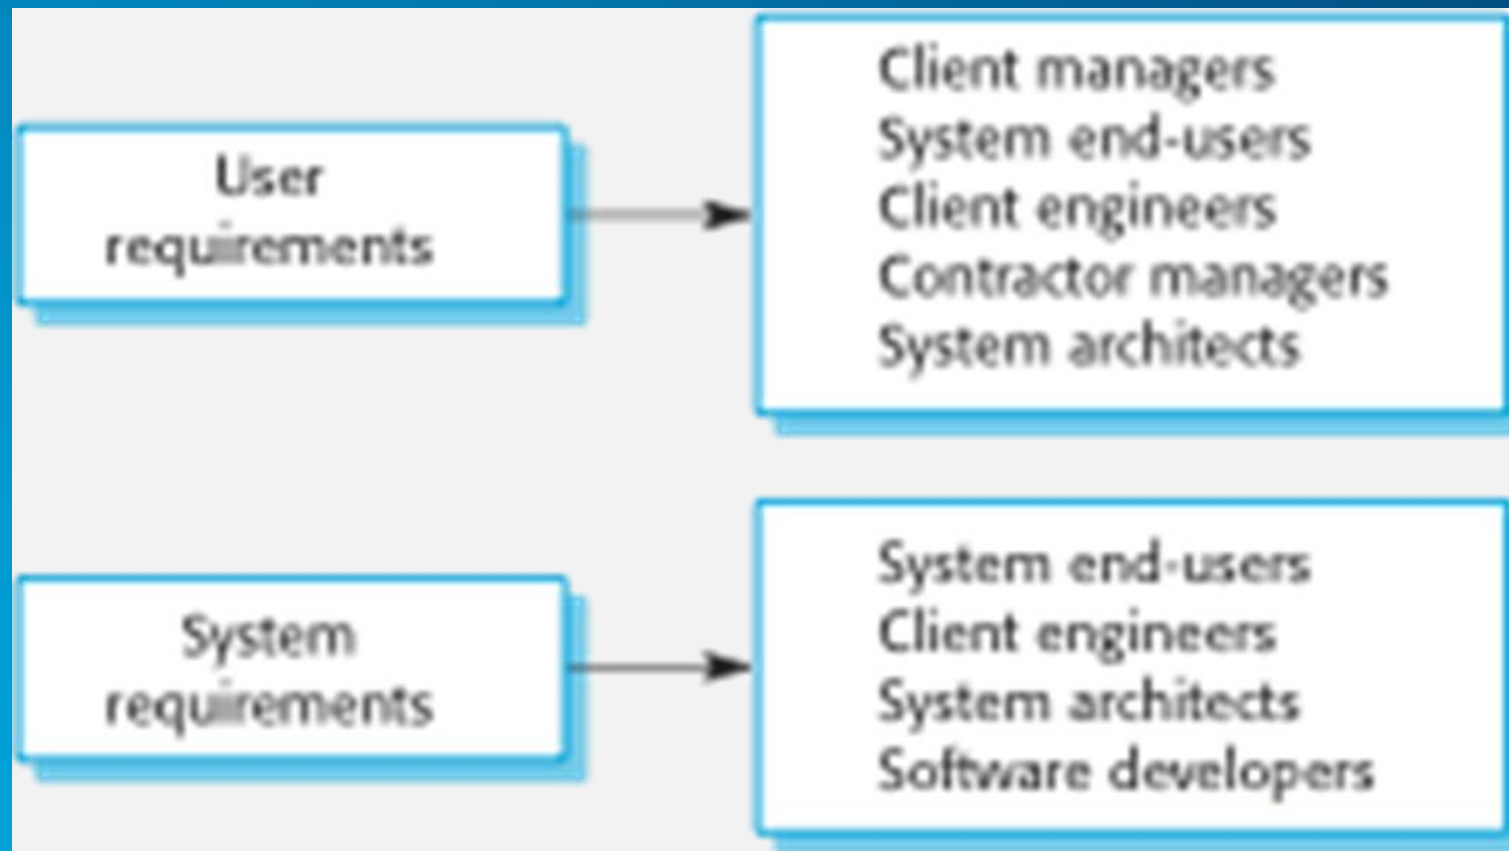 User
requirements
Client managers
System end-users
Client engineers
Contractor managers
System architects
System
requirements
System end-users
Client engineers
System architects
Software developers